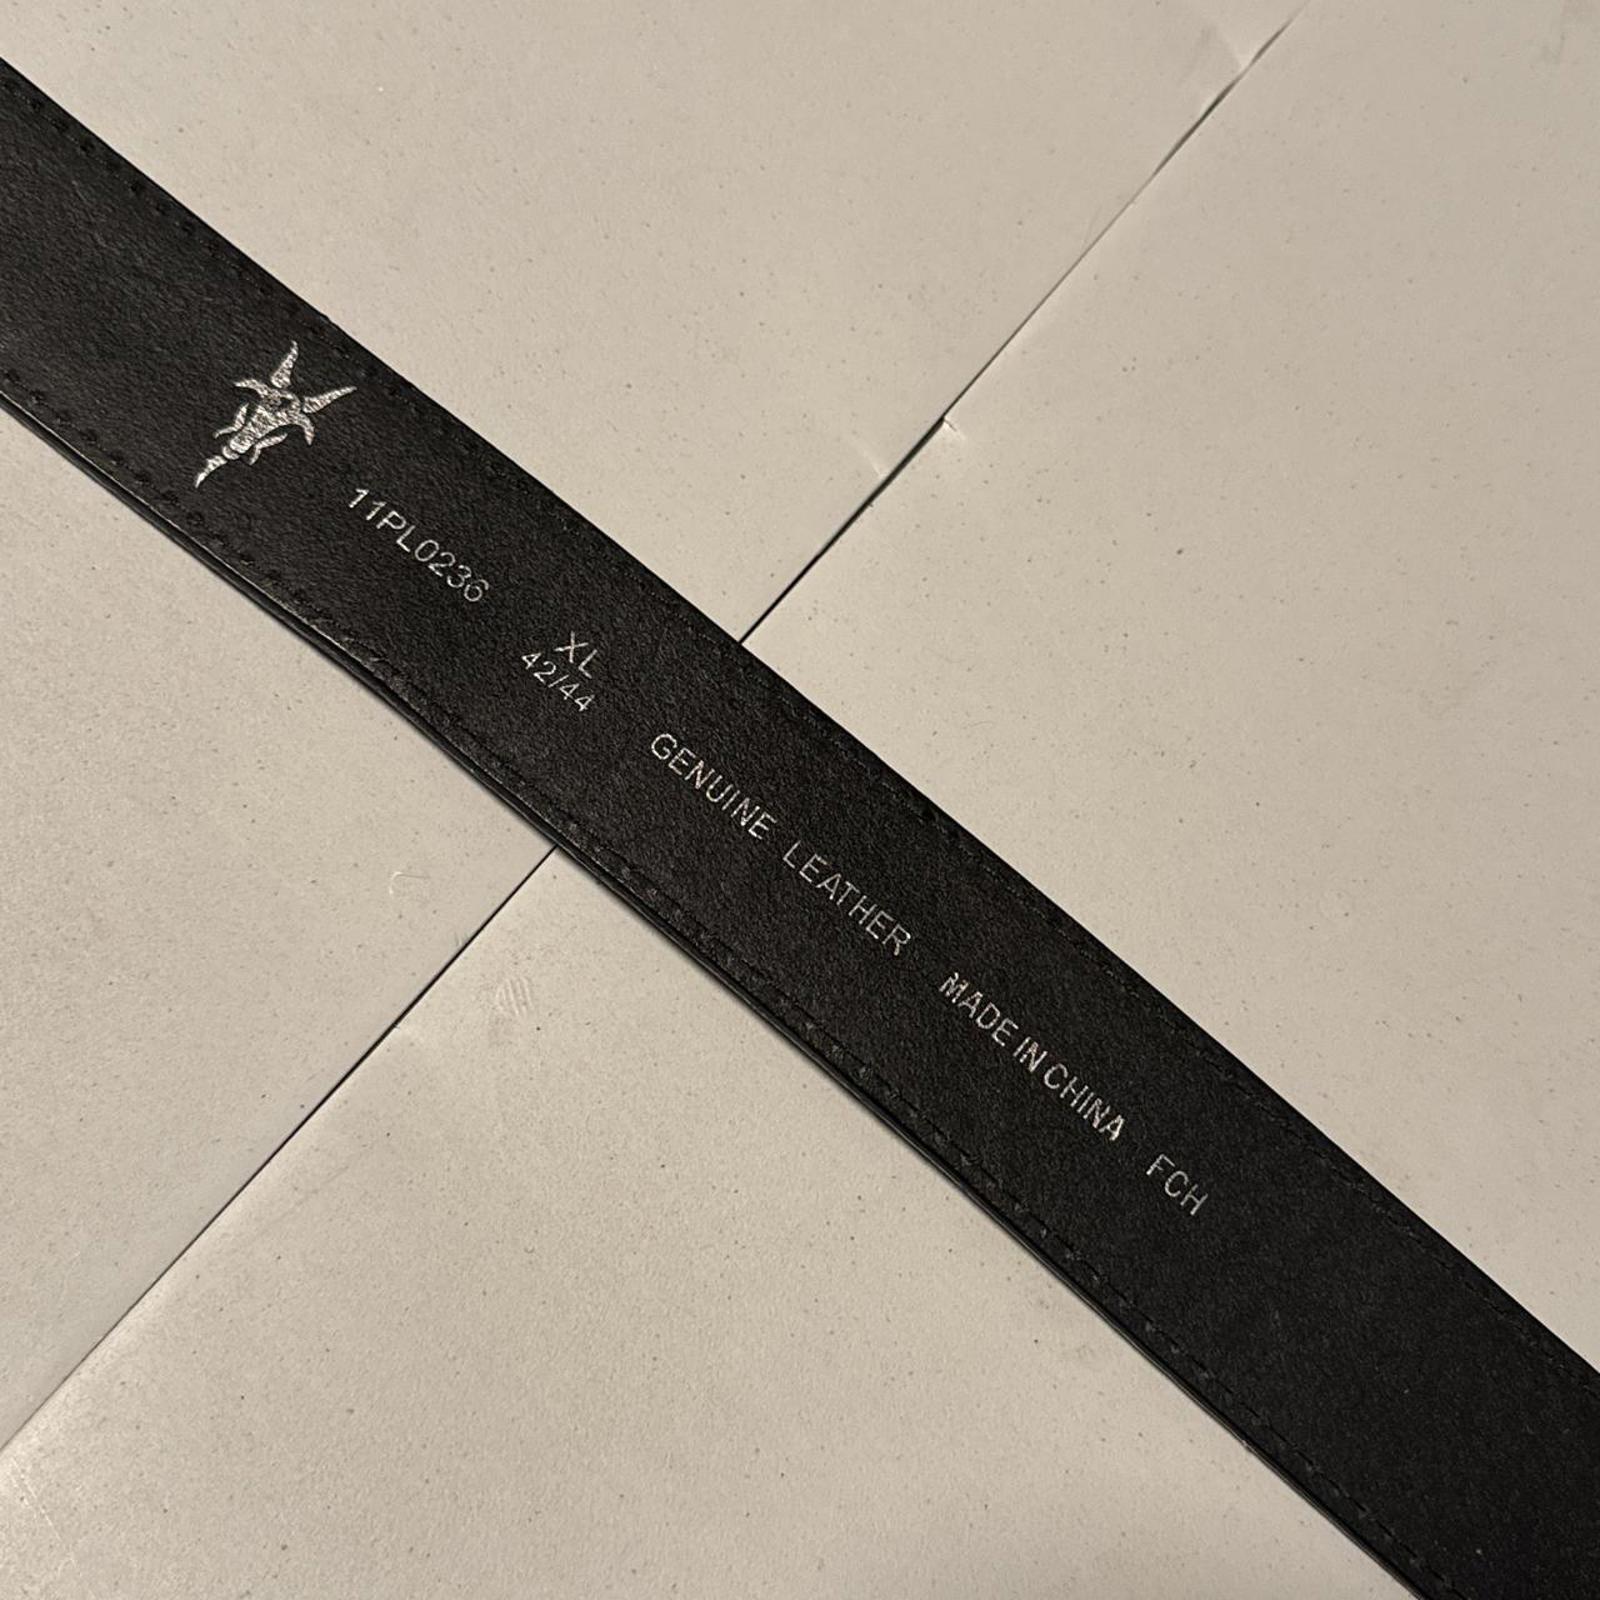 11PL0236
XL
42/44
GENUINE LEATHER
MADE IN CHINA
FCH